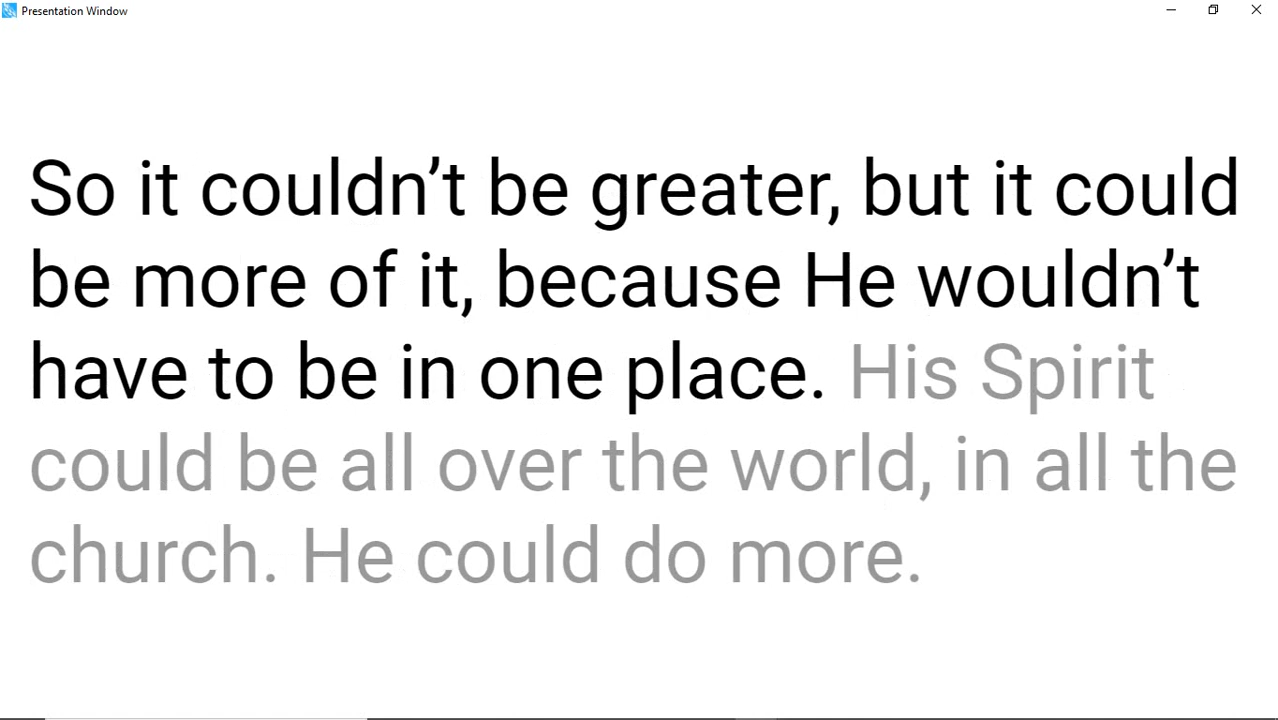 Presentation Window
So it couldn’t be greater, but it could
be more of it, because He wouldn’t
have to be in one place. His Spirit
could be all over the world, in all the
church. He could do more.